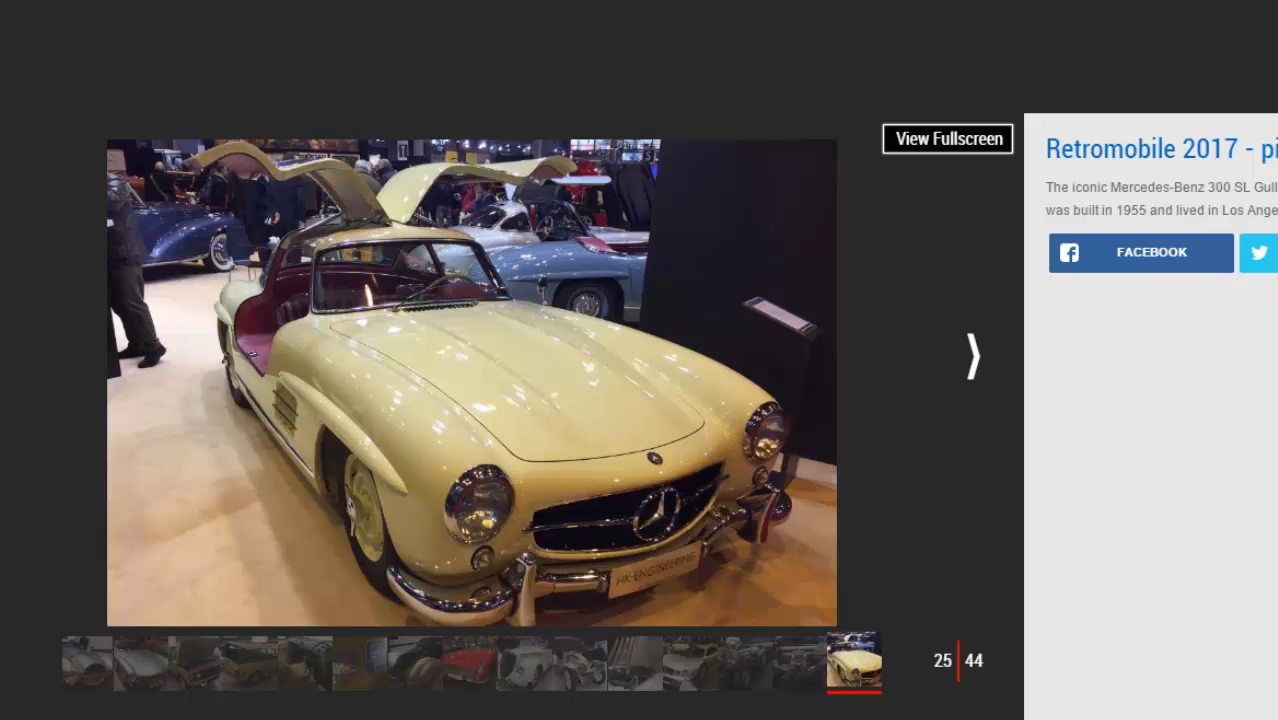 View Fullscreen
Retromobile 2017 - pi
The iconic Mercedes-Benz 300 SL Gull
was built in 1955 and lived in Los Ange
FACEBOOK
HK-ENGINEERING
25 44